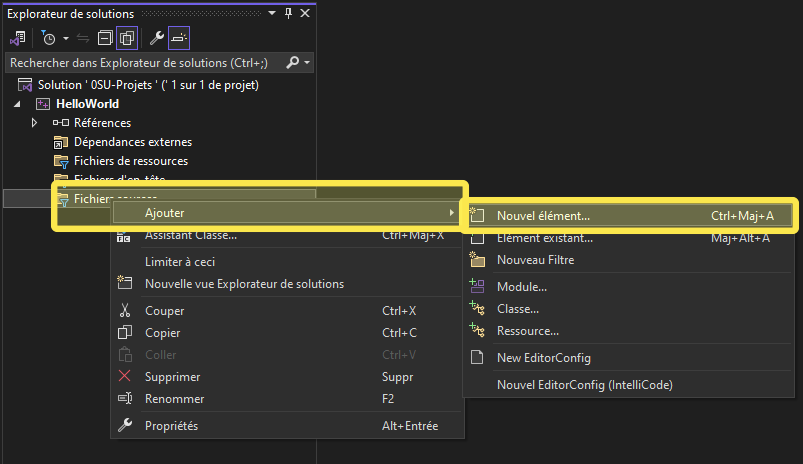 Explorateur de solutions
Rechercher dans Explorateur de solutions (Ctrl+;)
Solution ' 0SU-Projets ' (' 1 sur 1 de projet)
HelloWorld
Références
Dépendances externes
Fichiers de ressources
Fichiers d'en-tête
Fichiers sources
Ajouter
Assistant Classe... Ctrl+Maj+X
Limiter à ceci
Nouvelle vue Explorateur de solutions
Couper Ctrl+X
Copier Ctrl+C
Coller Ctrl+V
Supprimer Suppr
Renommer F2
Propriétés Alt+Entrée
Nouvel élément... Ctrl+Maj+A
Élément existant... Maj+Alt+A
Nouveau Filtre
Module...
Classe...
Ressource...
New EditorConfig
Nouvel EditorConfig (IntelliCode)